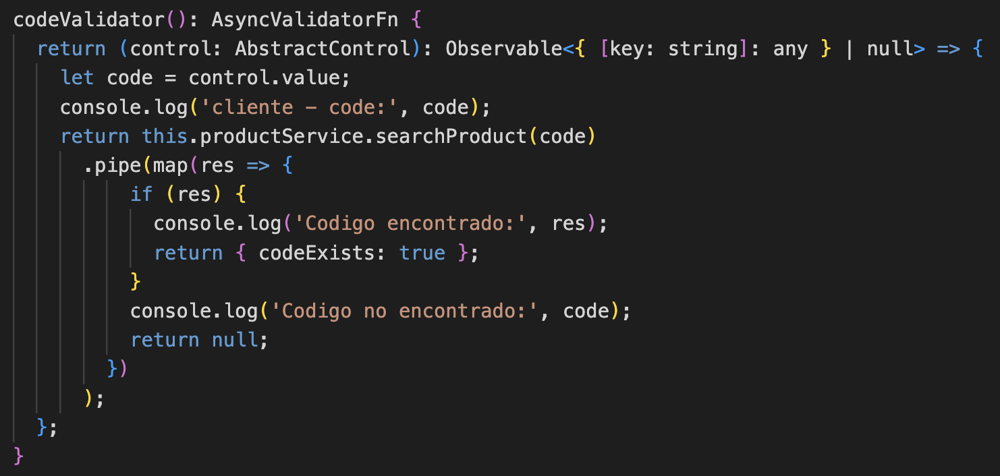 codeValidator(): AsyncValidatorFn {
  return (control: AbstractControl): Observable<{ [key: string]: any } | null> => {
    let code = control.value;
    console.log('cliente - code:', code);
    return this.productService.searchProduct(code)
      .pipe(map(res => {
          if (res) {
            console.log('Codigo encontrado:', res);
            return { codeExists: true };
          }
          console.log('Codigo no encontrado:', code);
          return null;
        })
      );
  };
}